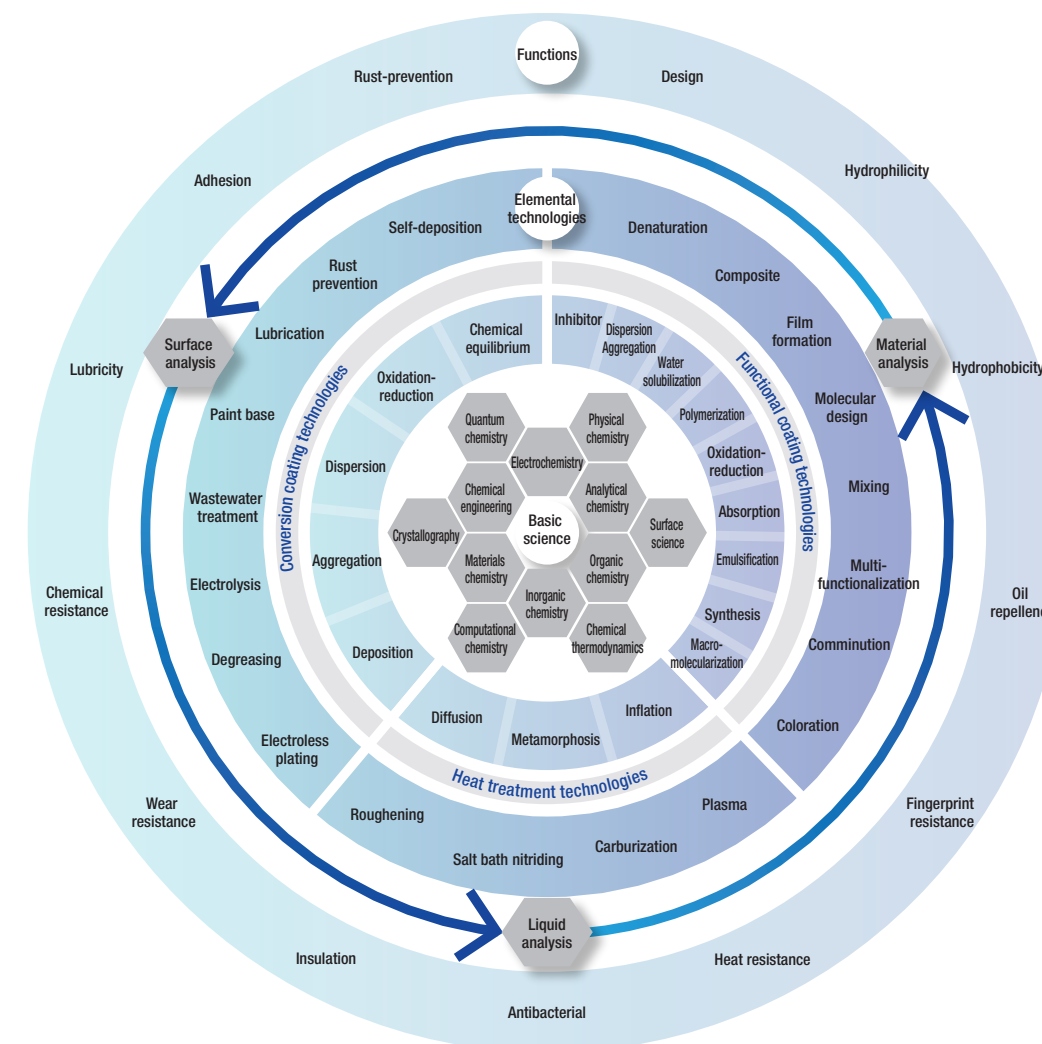 Functions
Rust-prevention
Design
Adhesion
Hydrophilicity
Lubricity
Hydrophobicity
Chemical
resistance
Oil
repellenc
Wear
resistance
Fingerprint
resistance
Insulation
Heat resistance
Antibacterial
Surface
analysis
Material
analysis
Liquid
analysis
Elemental
technologies
Self-deposition
Rust
prevention
Lubrication
Paint base
Wastewater
treatment
Electrolysis
Degreasing
Electroless
plating
Denaturation
Composite
Film
formation
Molecular
design
Mixing
Multi-
functionalization
Comminution
Coloration
Roughening
Salt bath nitriding
Carburization
Plasma
Conversion coating technologies
Functional coating technologies
Heat treatment technologies
Chemical
equilibrium
Oxidation-
reduction
Dispersion
Aggregation
Deposition
Inhibitor
Dispersion
Aggregation
Water
solubilization
Polymerization
Oxidation-
reduction
Absorption
Emulsification
Synthesis
Macro-
molecularization
Diffusion
Metamorphosis
Inflation
Quantum
chemistry
Physical
chemistry
Electrochemistry
Chemical
engineering
Analytical
chemistry
Crystallography
Basic
science
Surface
science
Materials
chemistry
Organic
chemistry
Inorganic
chemistry
Computational
chemistry
Chemical
thermodynamics